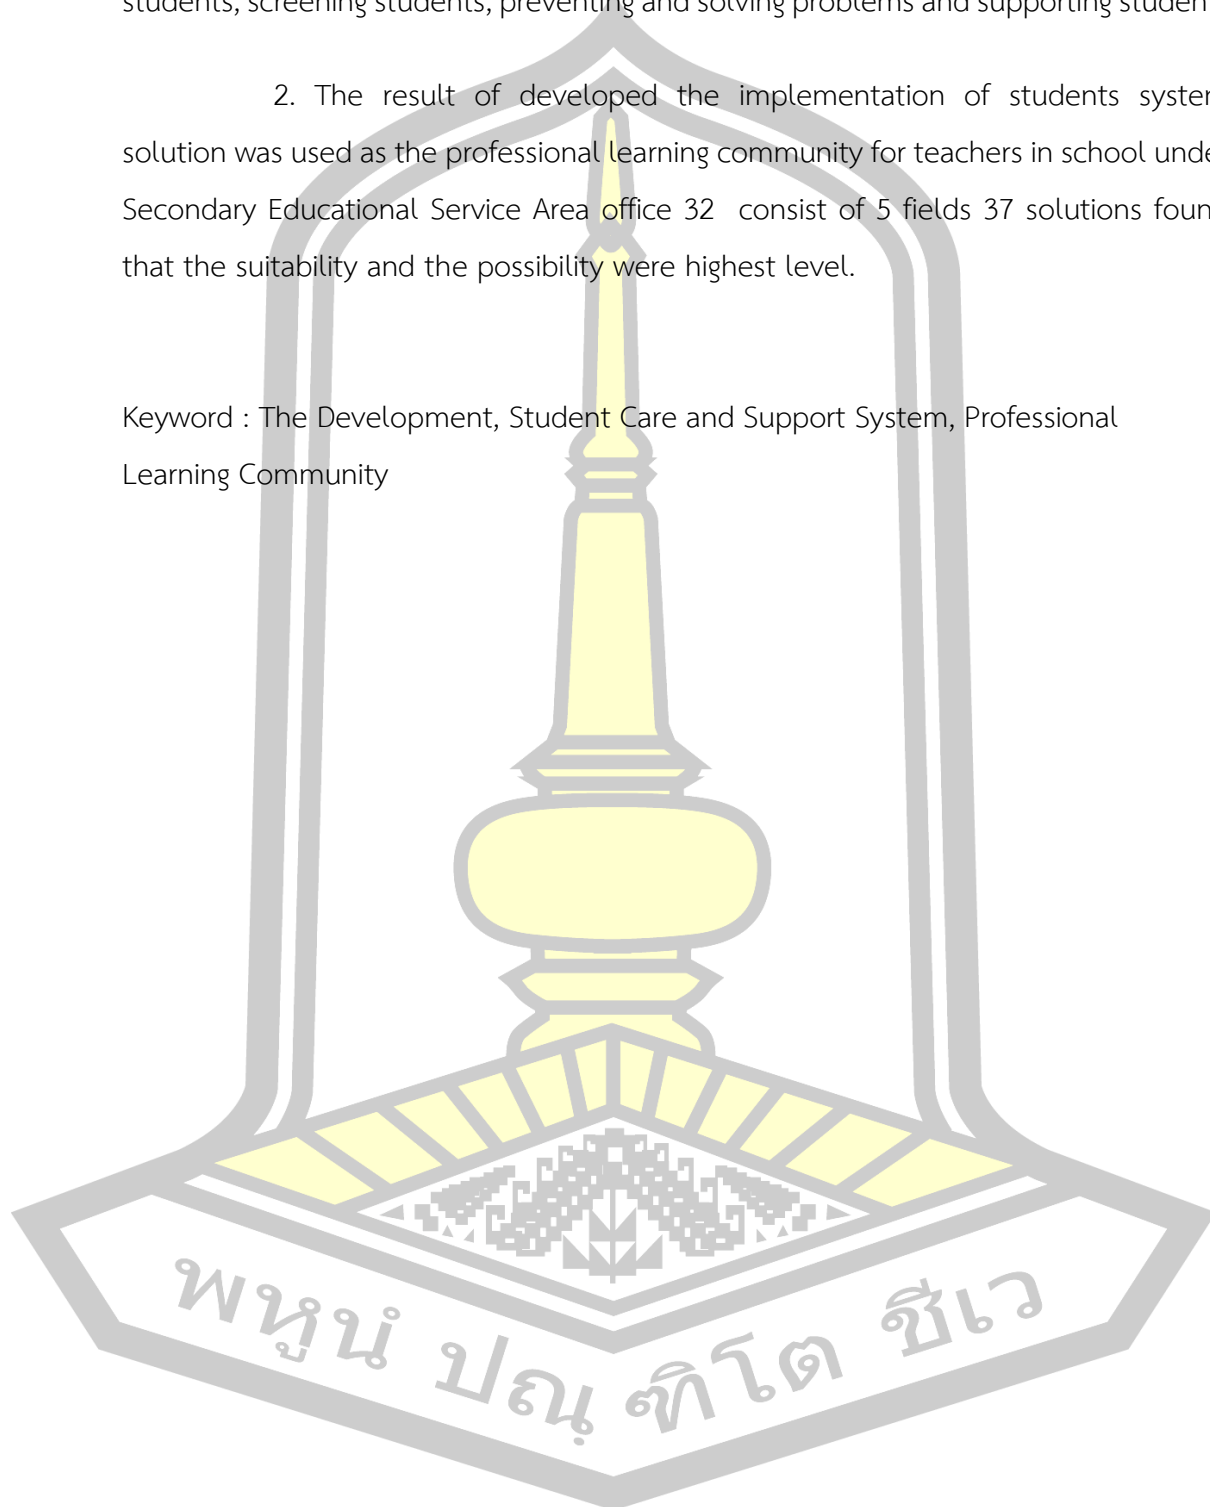 students, screening students, preventing and solving problems and supporting studen
2. The result of developed the implementation of students system
solution was used as the professional learning community for teachers in school unde
Secondary Educational Service Area office 32 consist of 5 fields 37 solutions foun
that the suitability and the possibility were highest level.
Keyword : The Development, Student Care and Support System, Professional
Learning Community
พหูนํ ปณฺฑิโต ชีเว